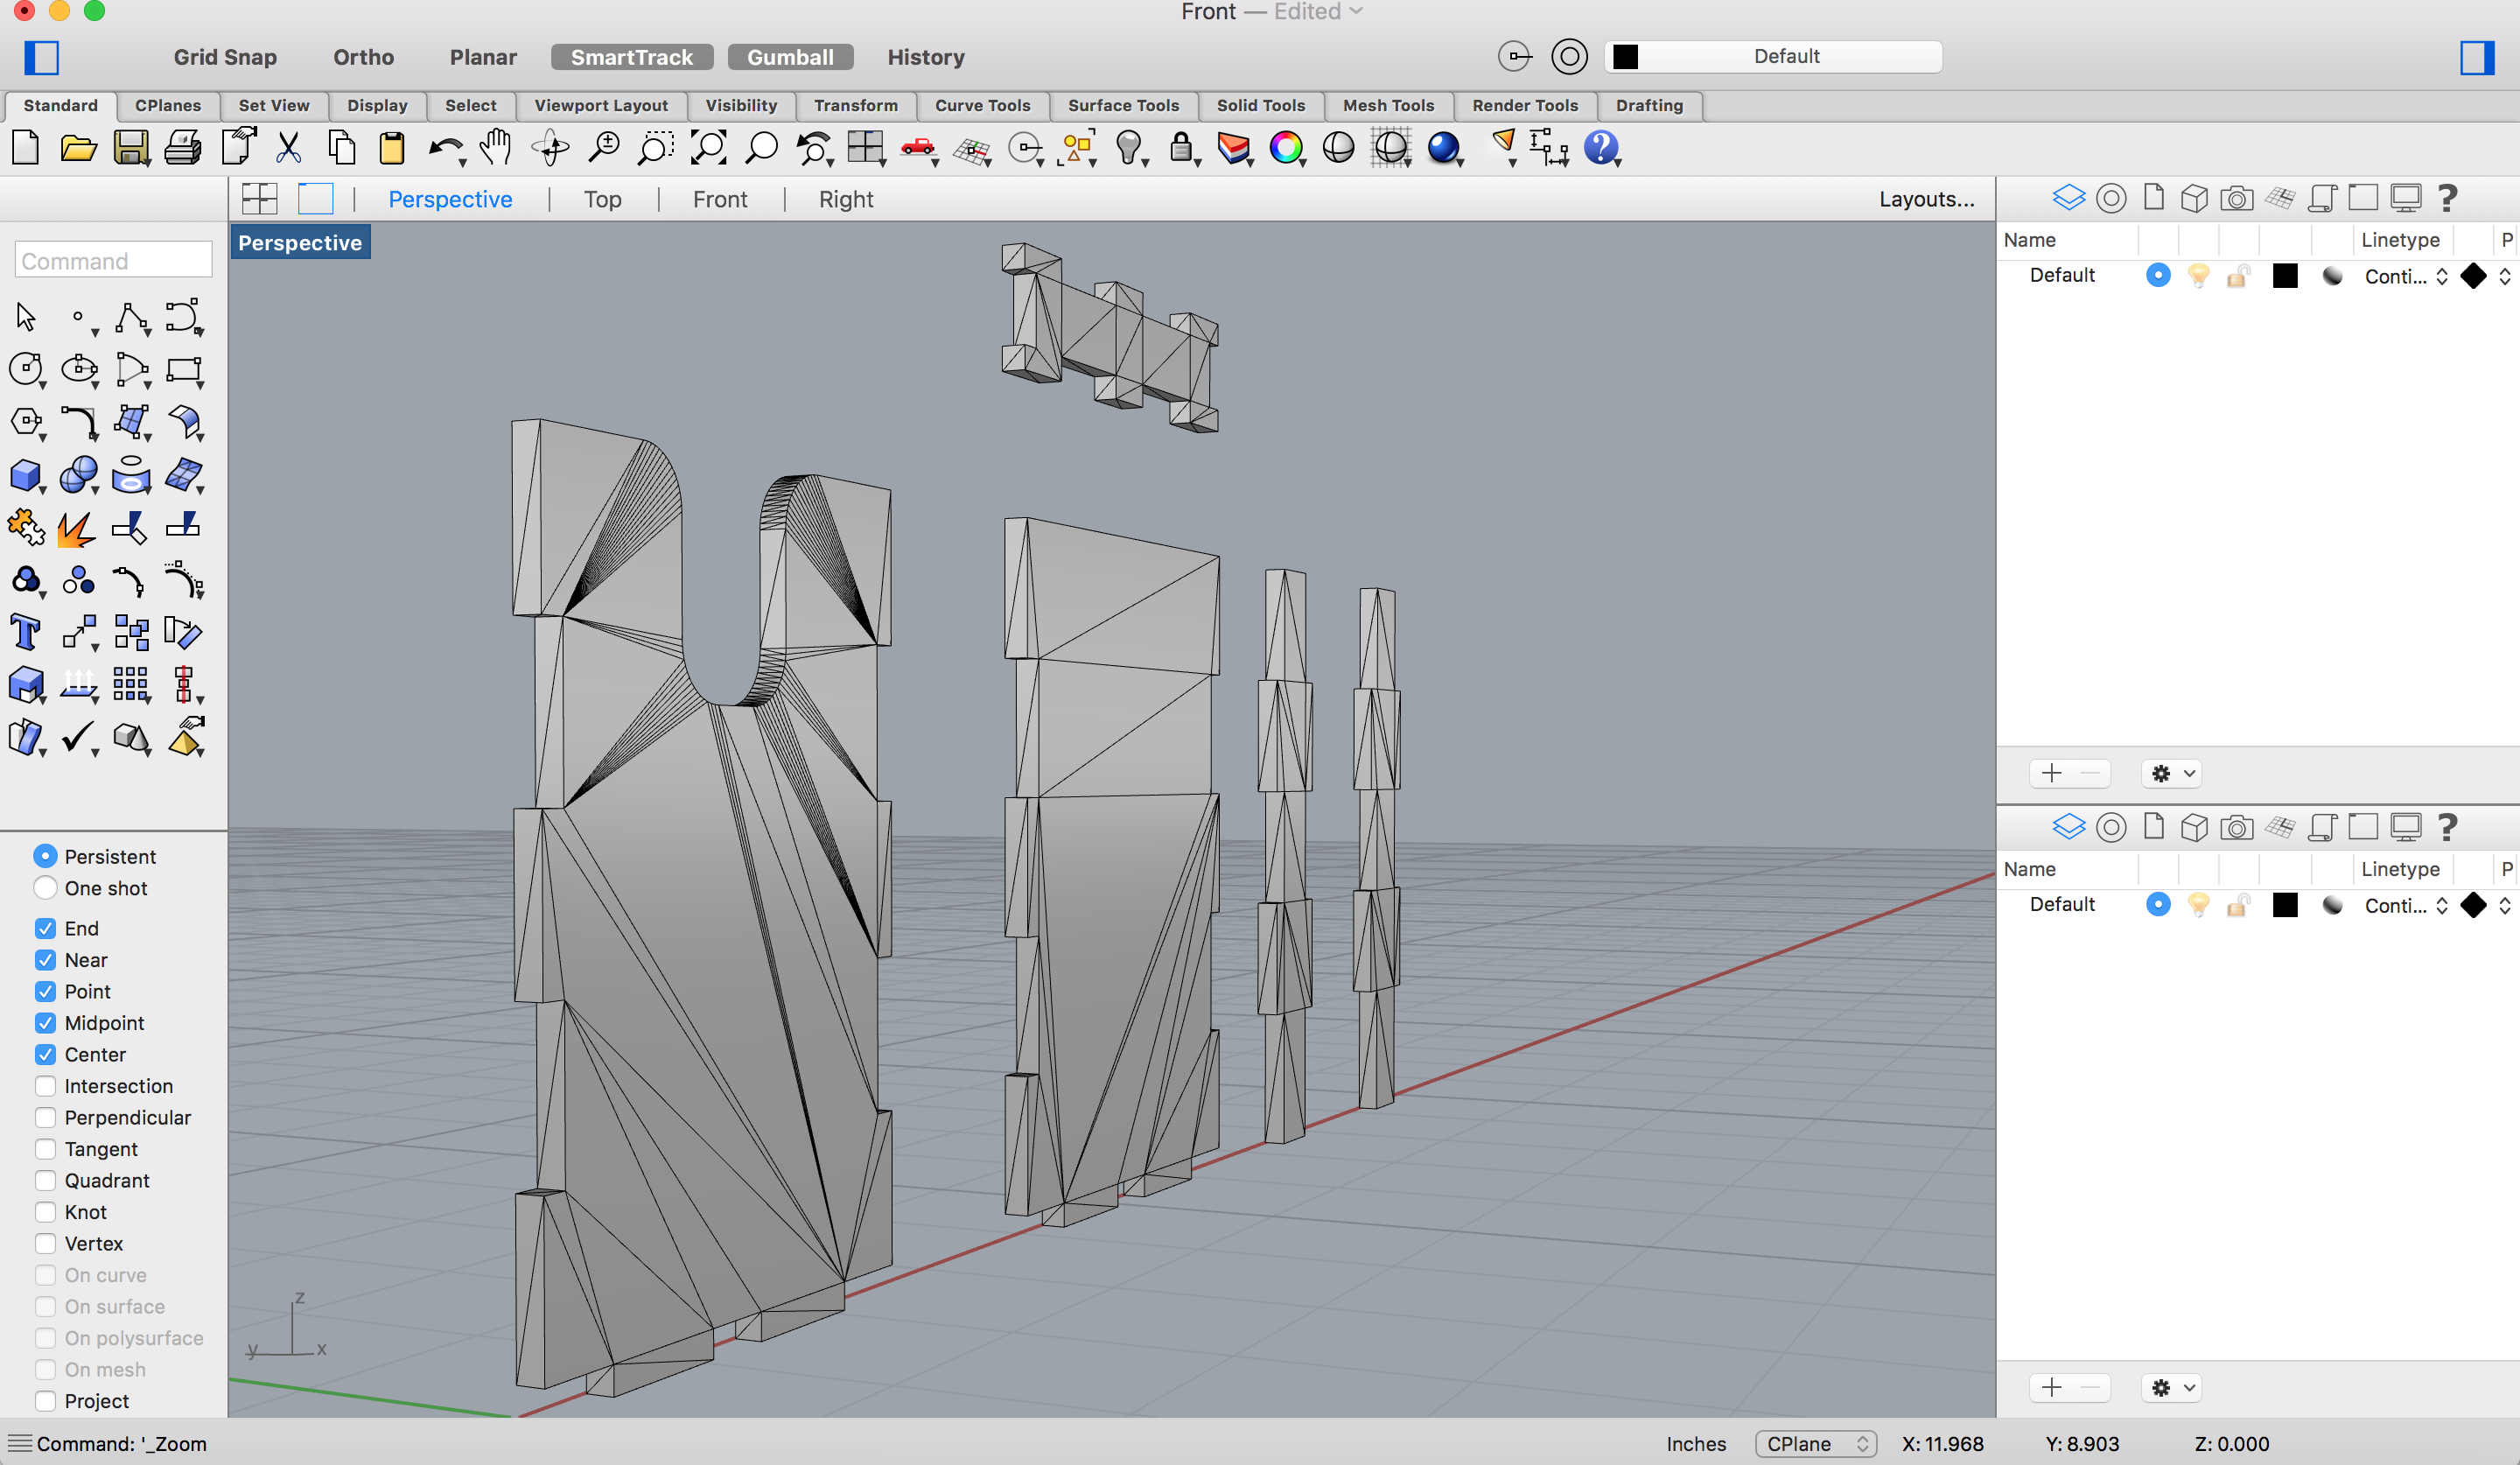 Front — Edited
Grid Snap Ortho Planar SmartTrack Gumball History Default
Standard CPlanes Set View Display Select Viewport Layout Visibility Transform Curve Tools Surface Tools Solid Tools Mesh Tools Render Tools Drafting
Perspective Top Front Right Layouts...
Perspective
Command
Name Linetype P
Default Conti...
Persistent
One shot
End
Near
Point
Midpoint
Center
Intersection
Perpendicular
Tangent
Quadrant
Knot
Vertex
On curve
On surface
On polysurface
On mesh
Project
Name Linetype P
Default Conti...
z
y x
Command: '_Zoom
Inches CPlane X: 11.968 Y: 8.903 Z: 0.000